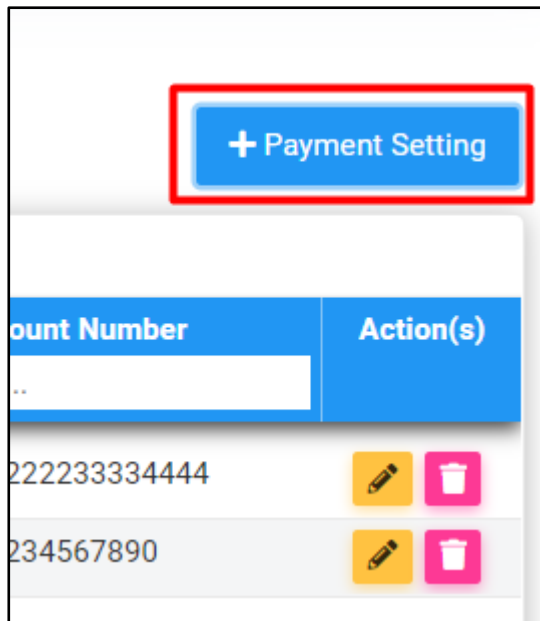 + Payment Setting
ount Number Action(s)
..
222233334444
234567890